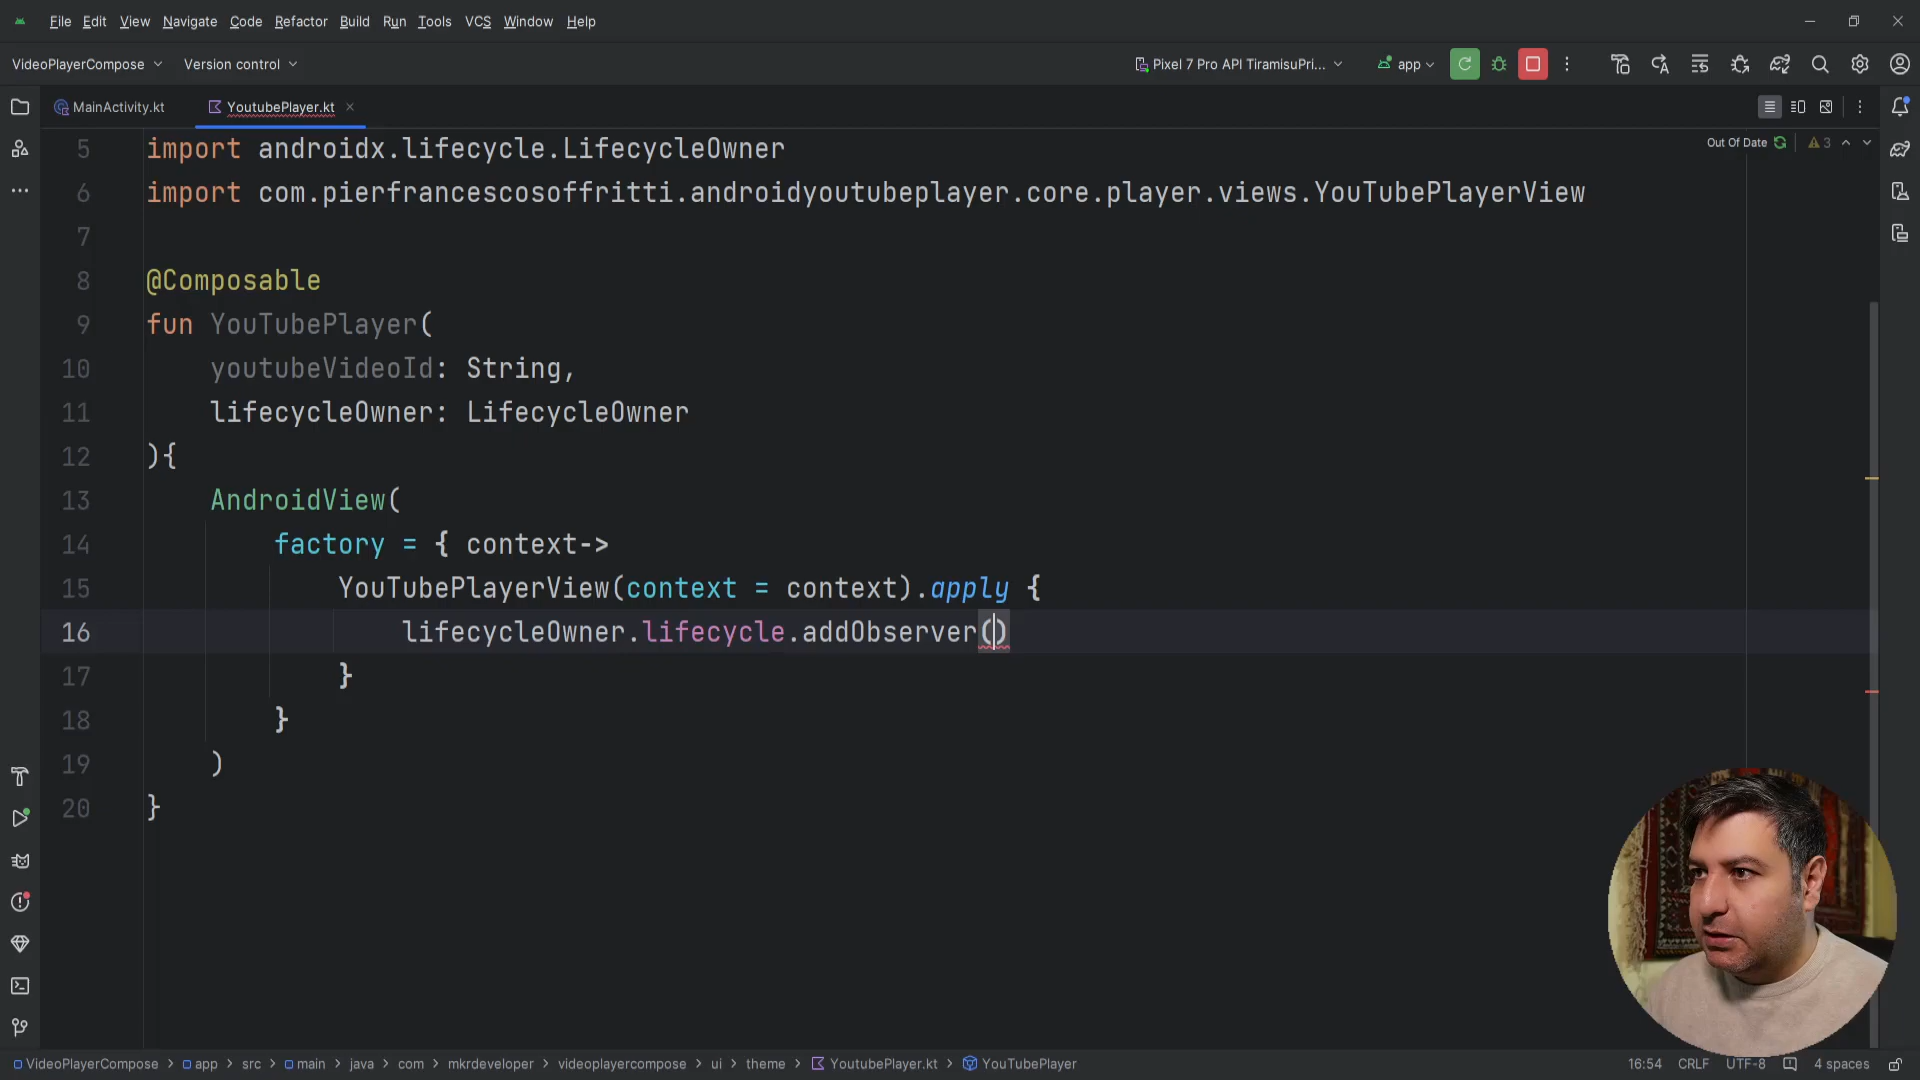 File Edit View Navigate Code Refactor Build Run Tools VCS Window Help
VideoPlayerCompose Version control Pixel 7 Pro API TiramisuPri... app
MainActivity.kt YoutubePlayer.kt
Out Of Date 3
5 import androidx.lifecycle.LifecycleOwner
6 import com.pierfrancescosoffritti.androidyoutubeplayer.core.player.views.YouTubePlayerView
7
8 @Composable
9 fun YouTubePlayer(
10 youtubeVideoId: String,
11 lifecycleOwner: LifecycleOwner
12 ){
13 AndroidView(
14 factory = { context->
15 YouTubePlayerView(context = context).apply {
16 lifecycleOwner.lifecycle.addObserver()
17 }
18 }
19 )
20 }
VideoPlayerCompose > app > src > main > java > com > mkrdeveloper > videoplayercompose > ui > theme > YoutubePlayer.kt > YouTubePlayer 16:54 CRLF UTF-8 4 spaces